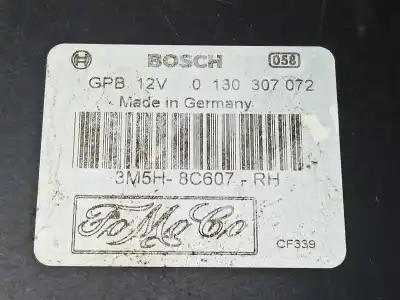 BOSCH 058
GPB 12V 0 130 307 072
Made in Germany
3M5H- 8C607 - RH
FoMoCo
CF339